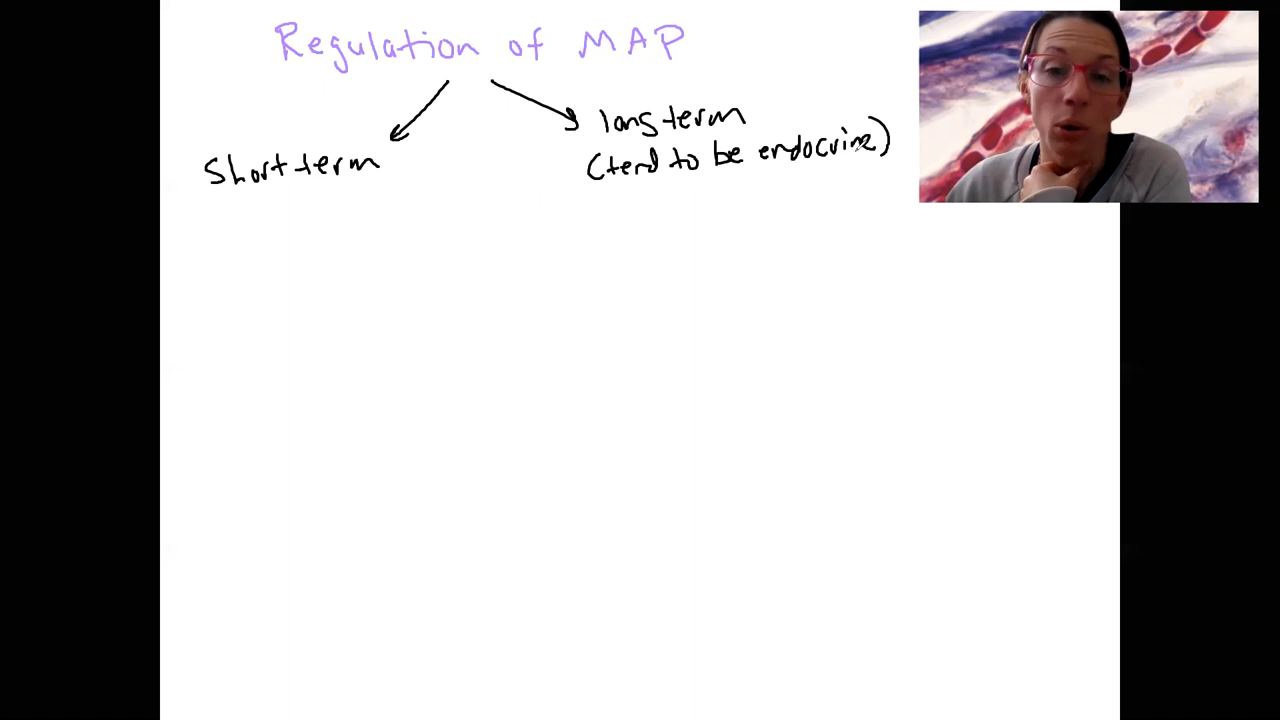 Regulation of MAP
long term
(tend to be endocrine)
Short term